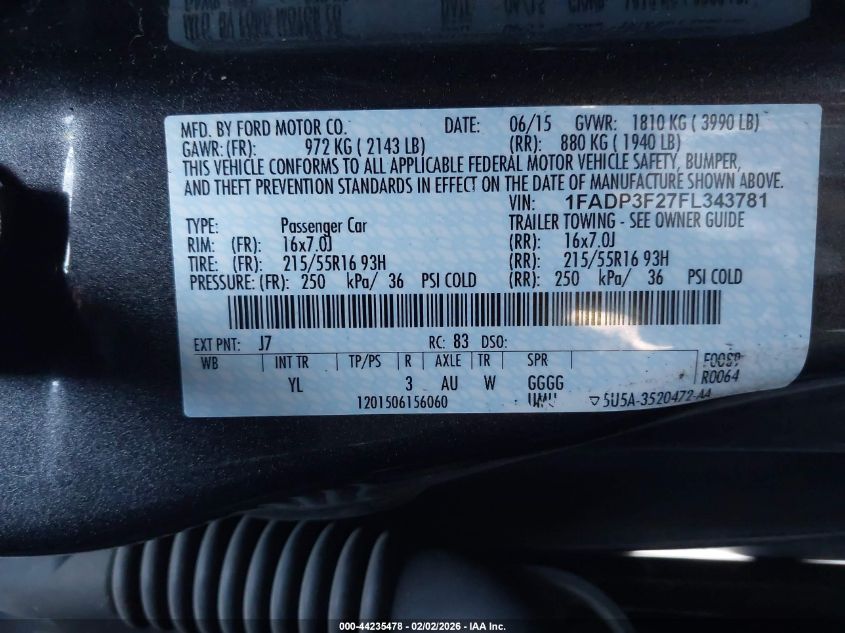 MFD. BY FORD MOTOR CO. DATE: 06/15 GVWR: 1810 KG ( 3990 LB)
GAWR:(FR): 972 KG ( 2143 LB) (RR): 880 KG ( 1940 LB)
THIS VEHICLE CONFORMS TO ALL APPLICABLE FEDERAL MOTOR VEHICLE SAFETY, BUMPER,
AND THEFT PREVENTION STANDARDS IN EFFECT ON THE DATE OF MANUFACTURE SHOWN ABOVE.
VIN: 1FADP3F27FL343781
TYPE: Passenger Car TRAILER TOWING - SEE OWNER GUIDE
RIM: (FR): 16x7.0J (RR): 16x7.0J
TIRE: (FR): 215/55R16 93H (RR): 215/55R16 93H
PRESSURE: (FR): 250 kPa/ 36 PSI COLD (RR): 250 kPa/ 36 PSI COLD
EXT PNT: J7 RC: 83 DSO:
WB INT TR TP/PS R AXLE TR SPR F0089
YL 3 AU W GGGG R0064
1201506156060 UMU ▽5U5A-3520472-AA
000-44235478 - 02/02/2026 - IAA Inc.